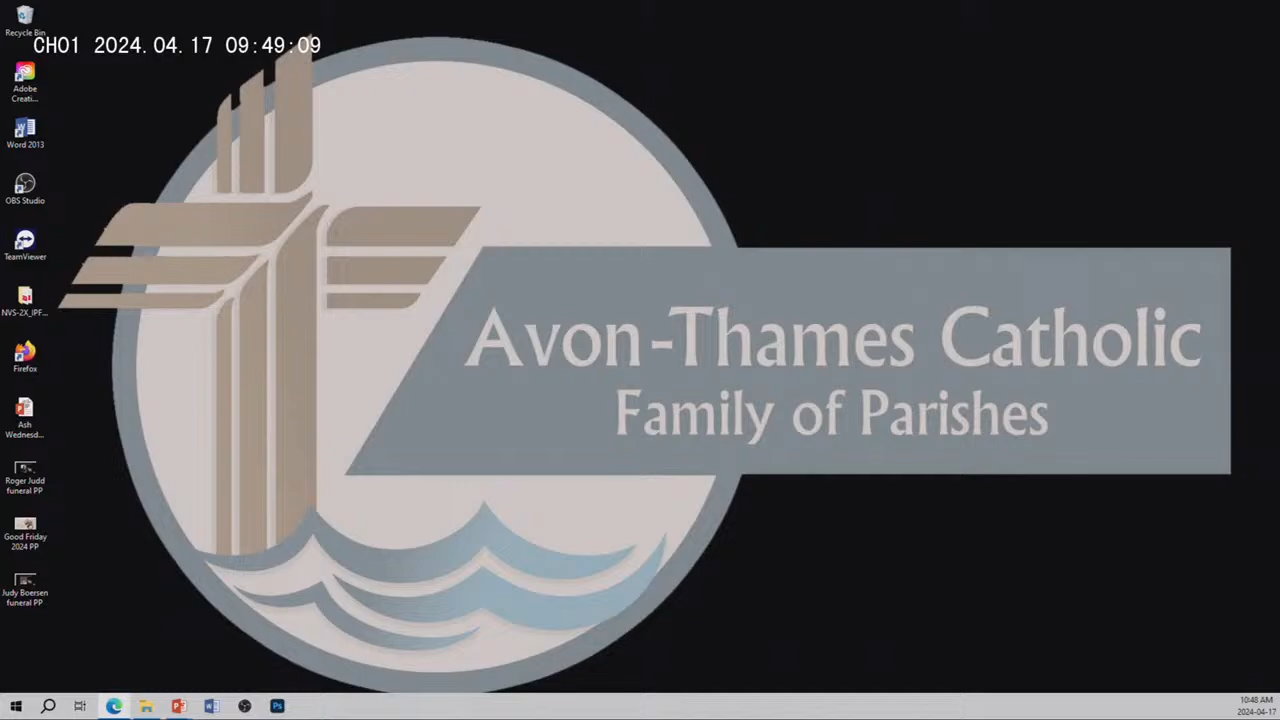 Recycle Bin
CH01 2024.04.17 09:49:09
Adobe
Creati...
Word 2013
OBS Studio
TeamViewer
NVS-2X_IPF...
Firefox
Ash
Wednesd...
Roger Judd
funeral PP
Good Friday
2024 PP
Judy Boersen
funeral PP
Avon-Thames Catholic
Family of Parishes
Ps
10:48 AM
2024-04-17